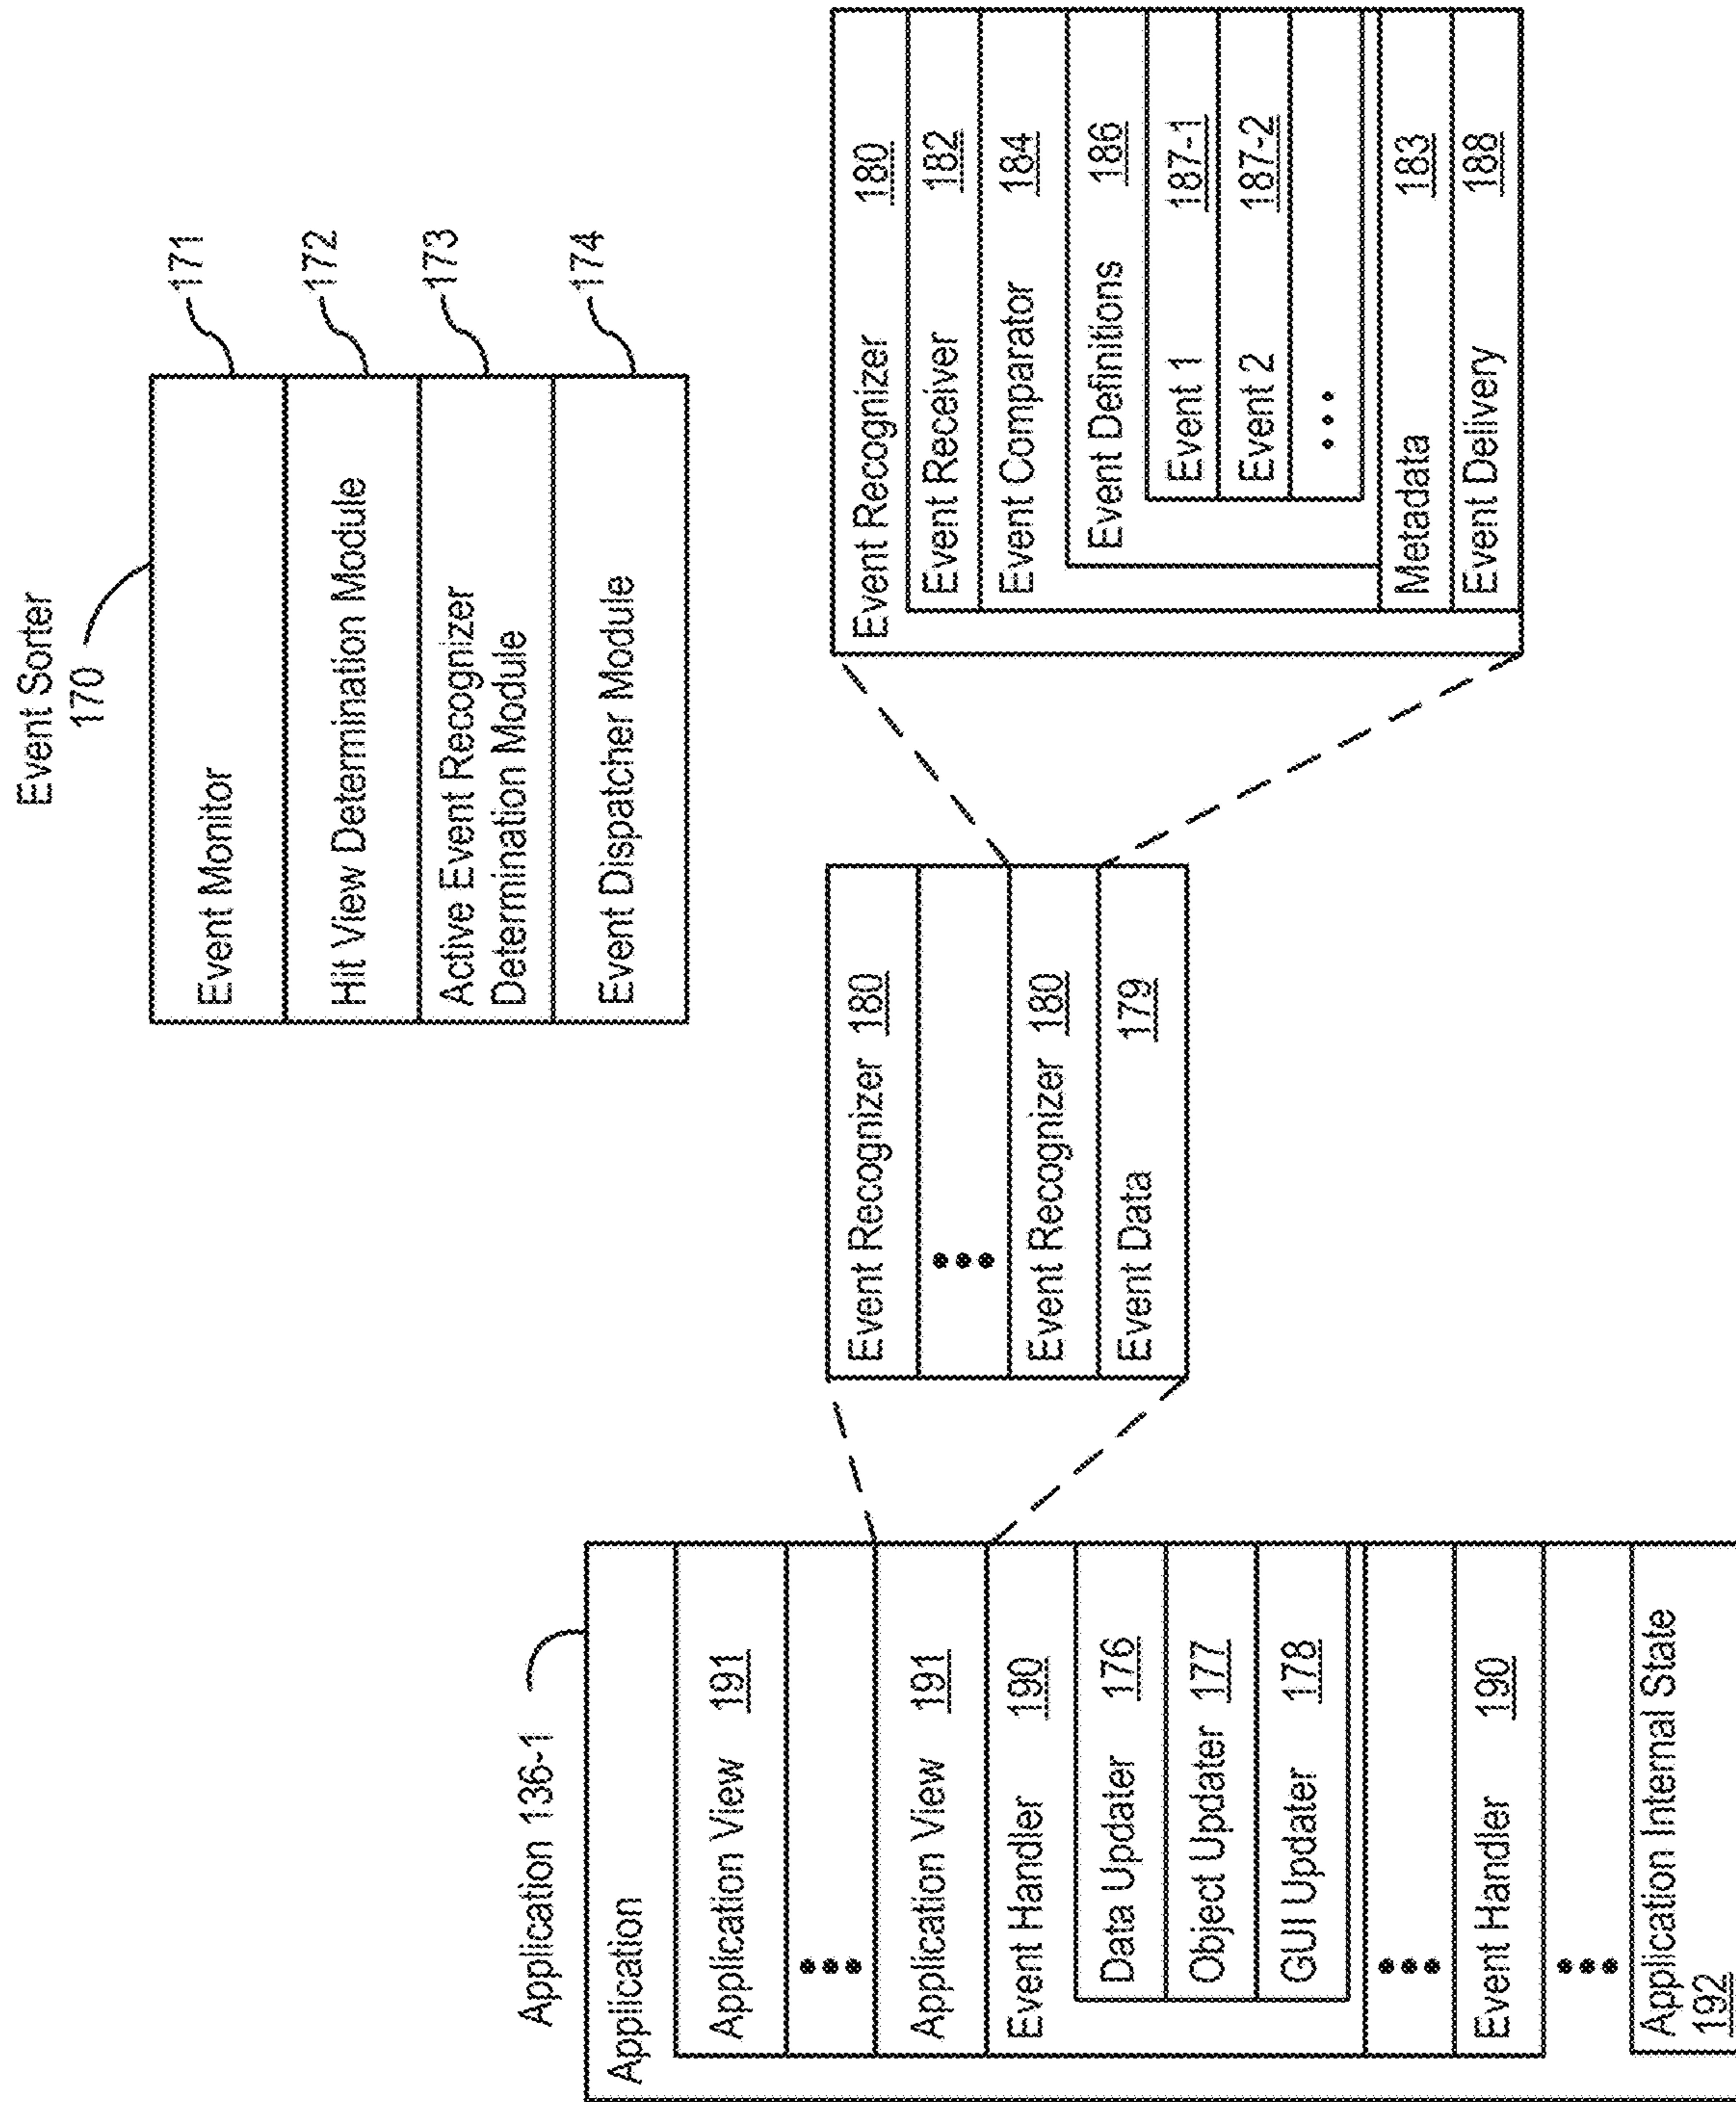 Event Sorter
170
Event Monitor
171
Hit View Determination Module
172
Active Event Recognizer
Determination Module
173
Event Dispatcher Module
174
Application 136-1
Application
Application View 191
•••
Application View 191
Event Handler 190
Data Updater 176
Object Updater 177
GUI Updater 178
•••
Event Handler 190
•••
Application Internal State
192
Event Recognizer 180
•••
Event Recognizer 180
Event Data 179
Event Recognizer 180
Event Receiver 182
Event Comparator 184
Event Definitions 186
Event 1 187-1
Event 2 187-2
•••
Metadata 183
Event Delivery 188